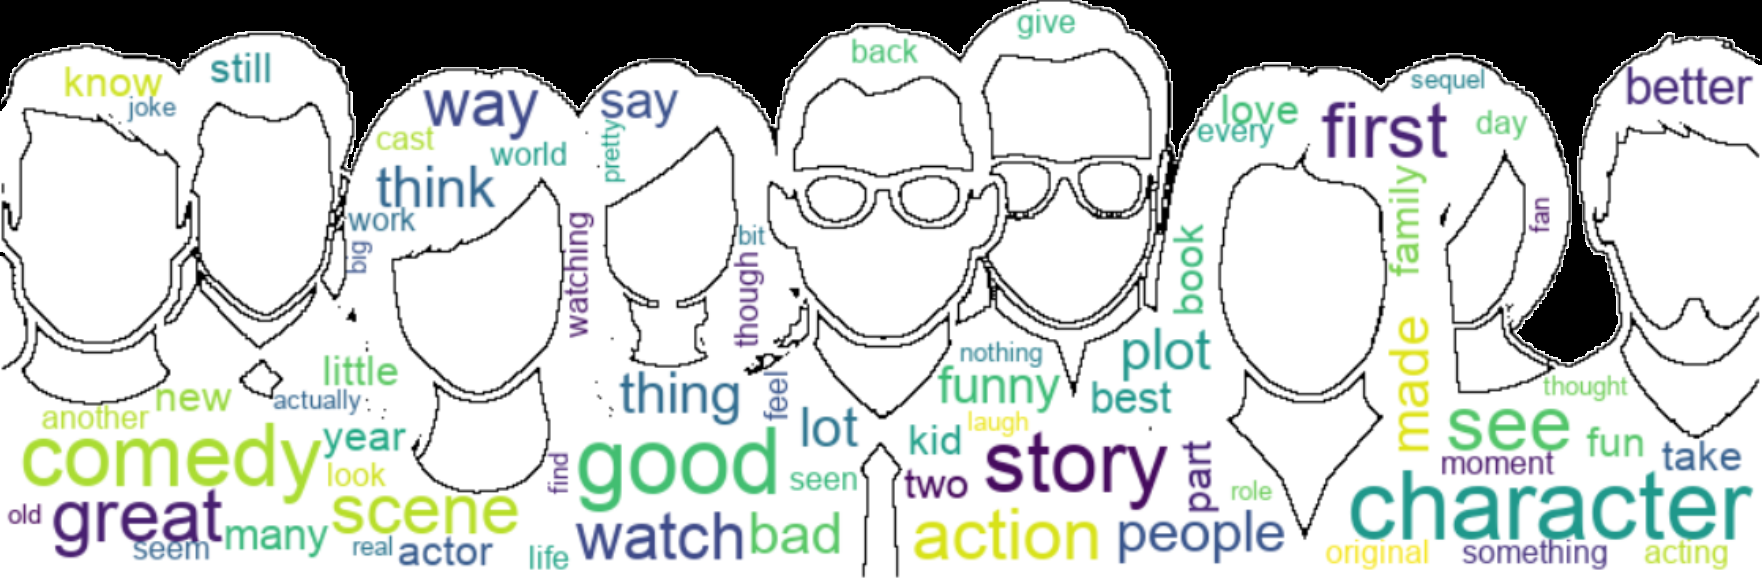 give
back
still
know
joke
sequel
better
way
say
love
every
first
day
cast
world
pretty
think
work
big
watching
bit
though
book
family
fan
little
actually
new
another
thing
feel
nothing
funny
plot
best
made
thought
comedy
year
look
lot
kid
laugh
see
fun
good
seen
two
story
part
moment
take
find
old
great
many
scene
role
character
seem
real
actor
life
watch
bad
action
people
original
something
acting